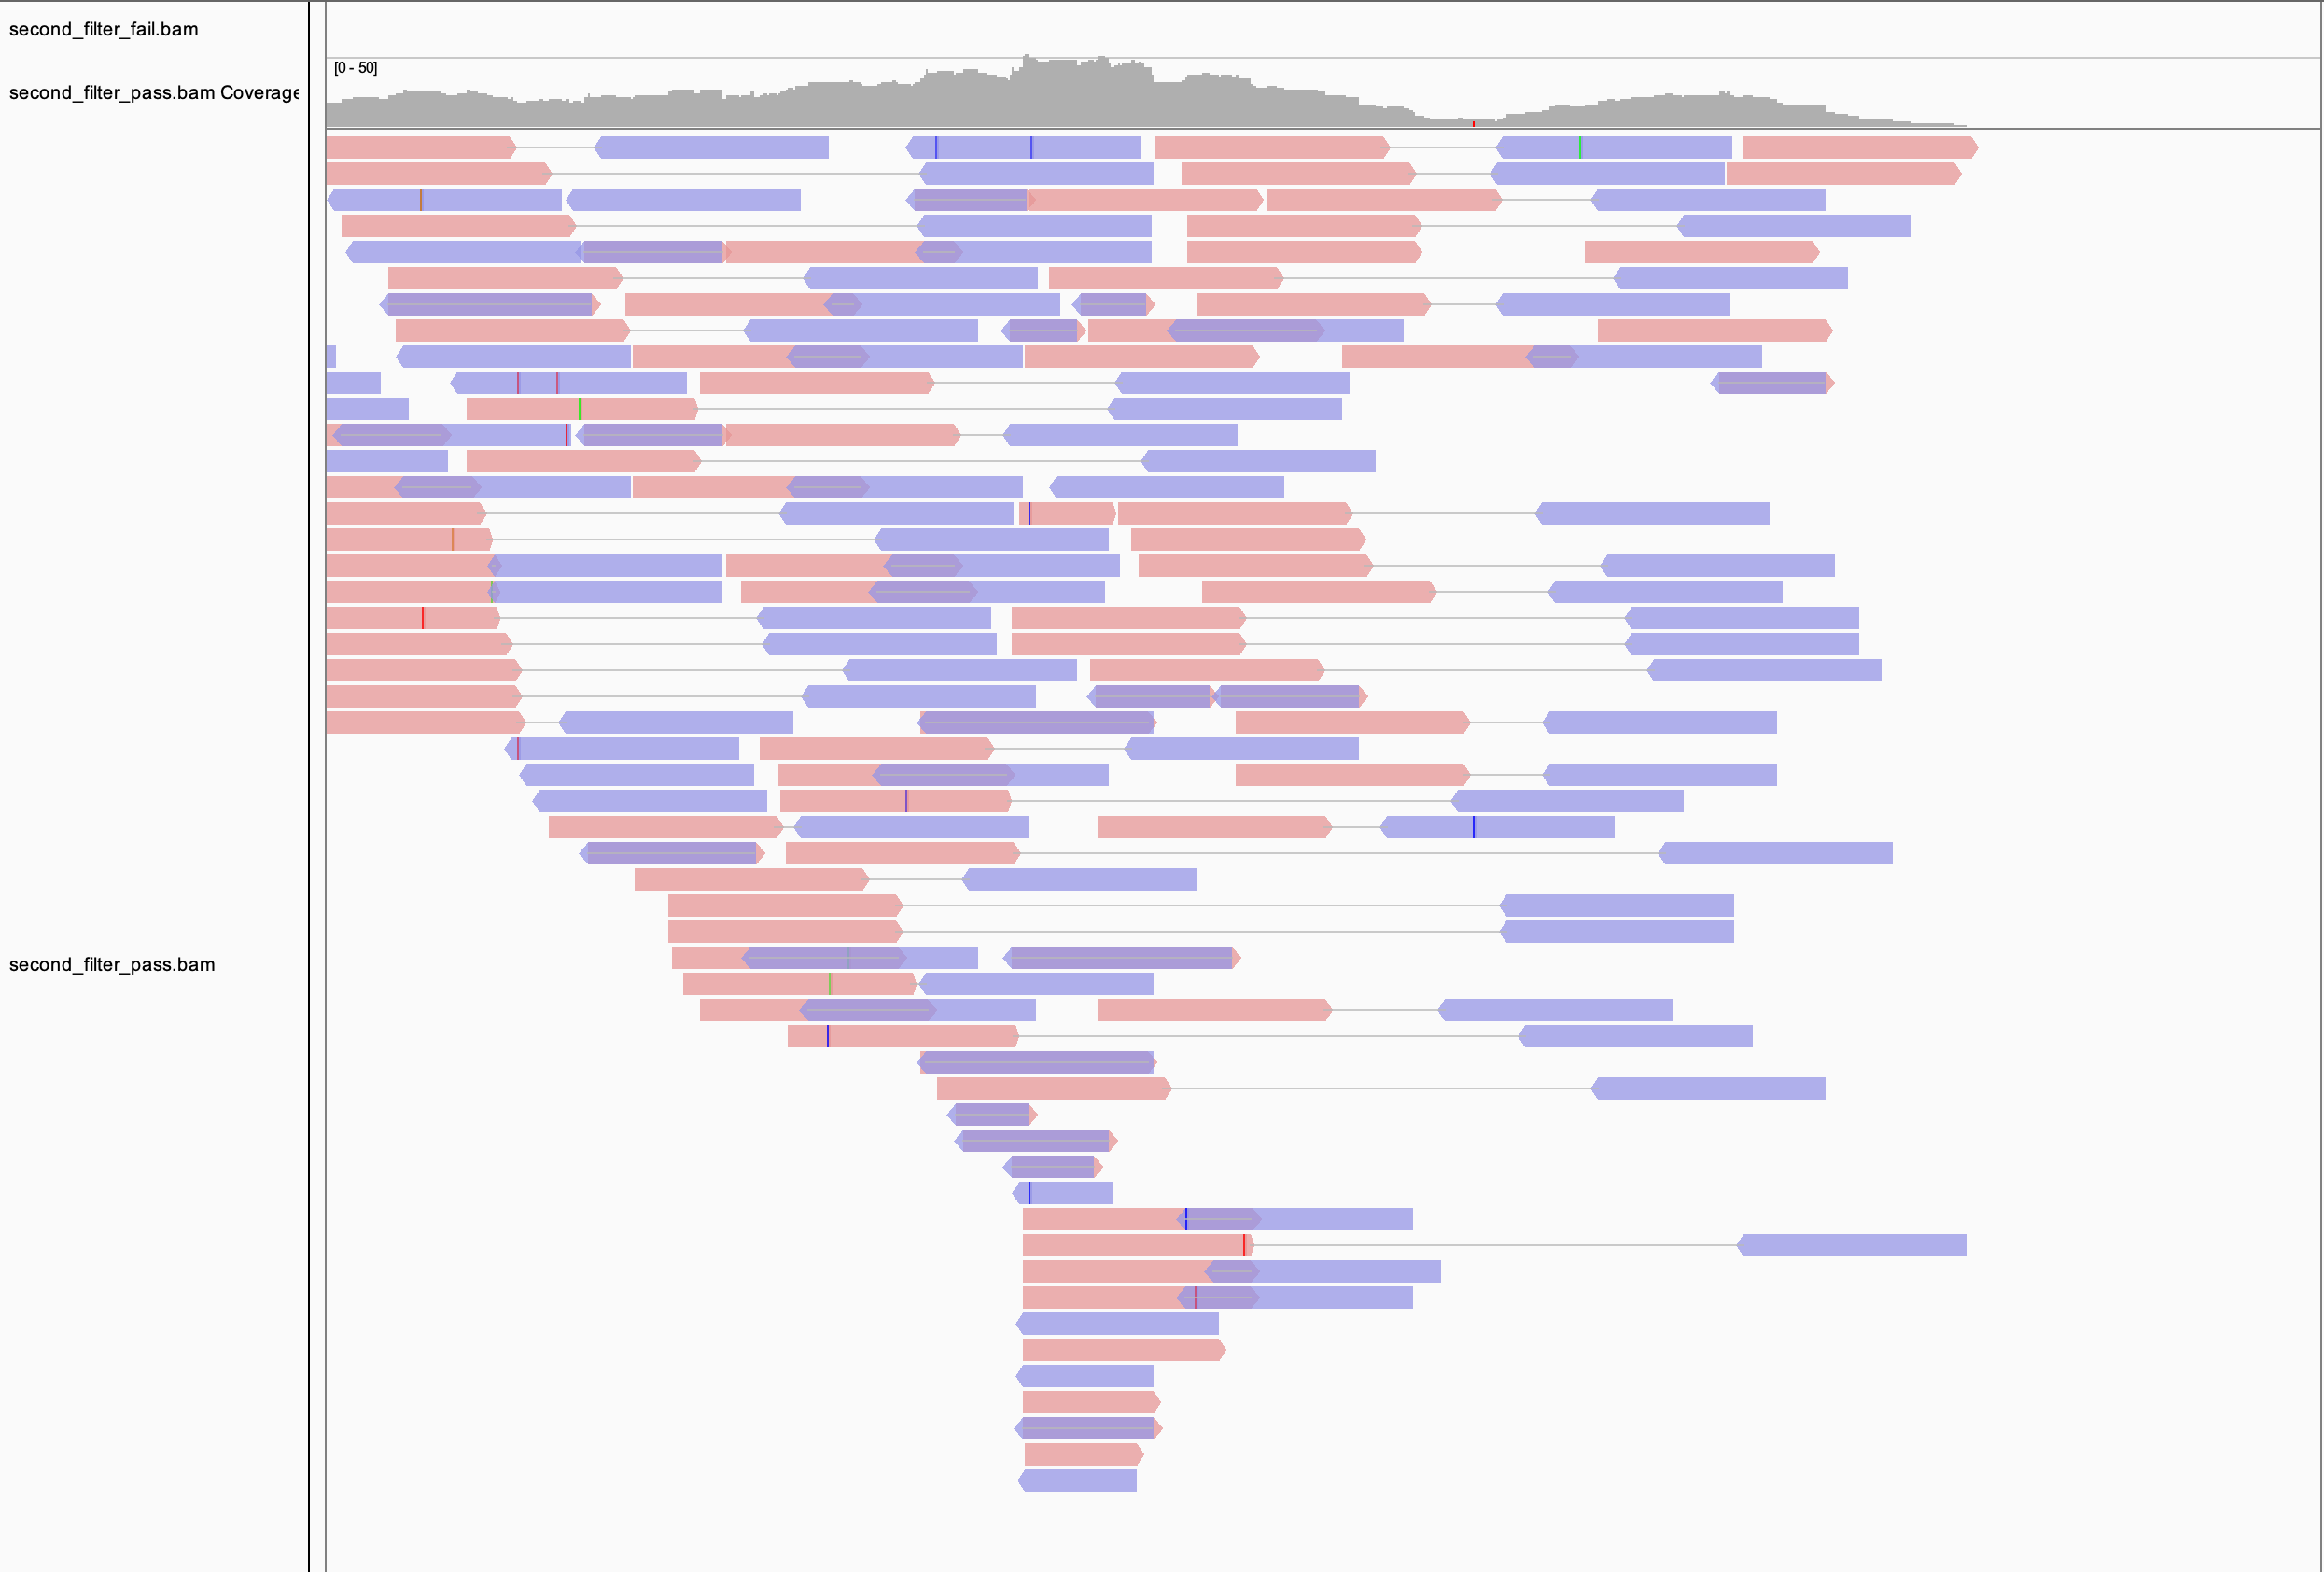 second_filter_fail.bam
[0 - 50]
second_filter_pass.bam Coverage
second_filter_pass.bam